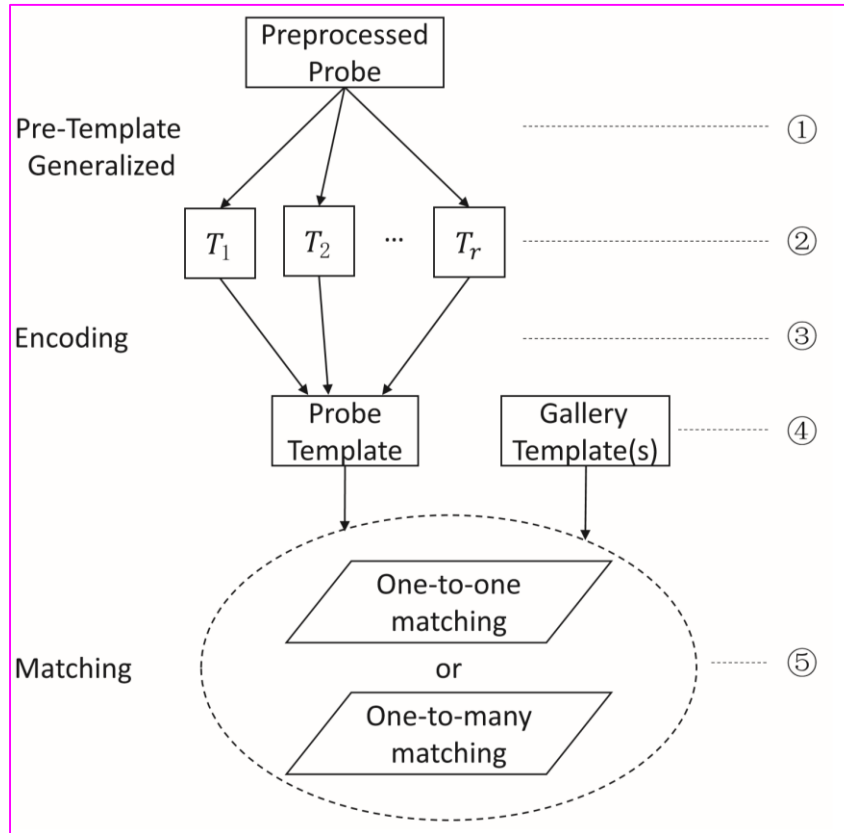 Preprocessed
Probe
Pre-Template
Generalized
①
T₁
T₂
...
Tᵣ
②
Encoding
③
Probe
Template
Gallery
Template(s)
④
One-to-one
matching
Matching
or
⑤
One-to-many
matching